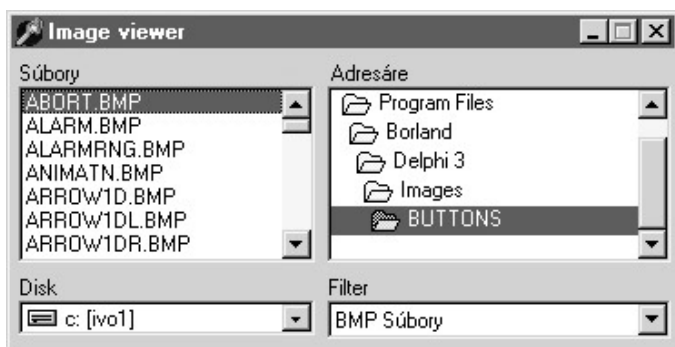 Image viewer
Súbory
ABORT.BMP
ALARM.BMP
ALARMRNG.BMP
ANIMATN.BMP
ARROW1D.BMP
ARROW1DL.BMP
ARROW1DR.BMP
Adresáre
Program Files
Borland
Delphi 3
Images
BUTTONS
Disk
c: [ivo1]
Filter
BMP Súbory